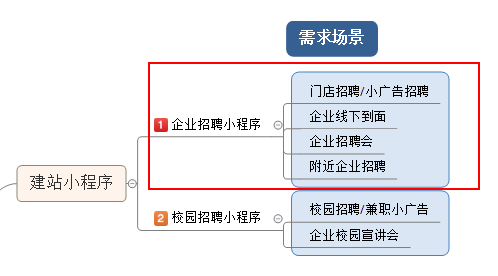 需求场景
门店招聘/小广告招聘
1 企业招聘小程序
企业线下到面
企业招聘会
附近企业招聘
建站小程序
2 校园招聘小程序
校园招聘/兼职小广告
企业校园宣讲会